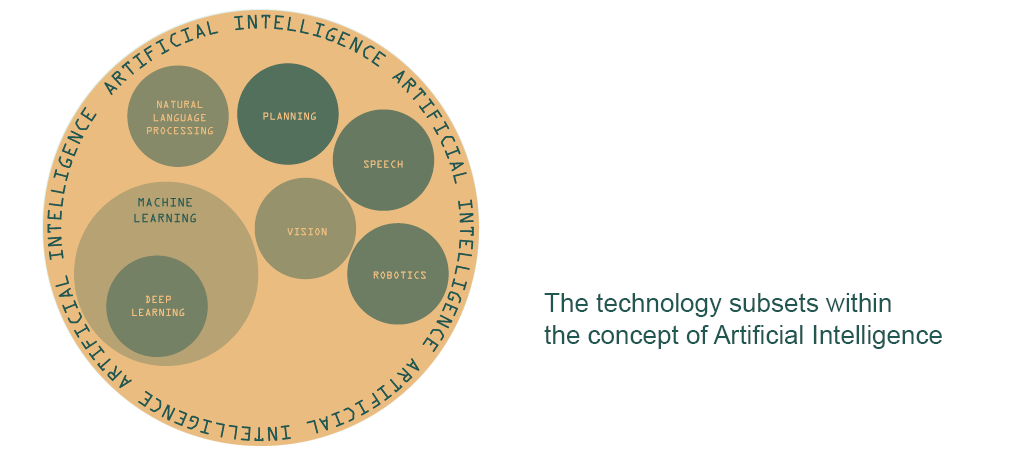 ARTIFICIAL INTELLIGENCE ARTIFICIAL INTELLIGENCE ARTIFICIAL INTELLIGENCE ARTIFICIAL INTELLIGENCE
NATURAL
LANGUAGE
PROCESSING
PLANNING
SPEECH
MACHINE
LEARNING
VISION
ROBOTICS
DEEP
LEARNING
The technology subsets within
the concept of Artificial Intelligence